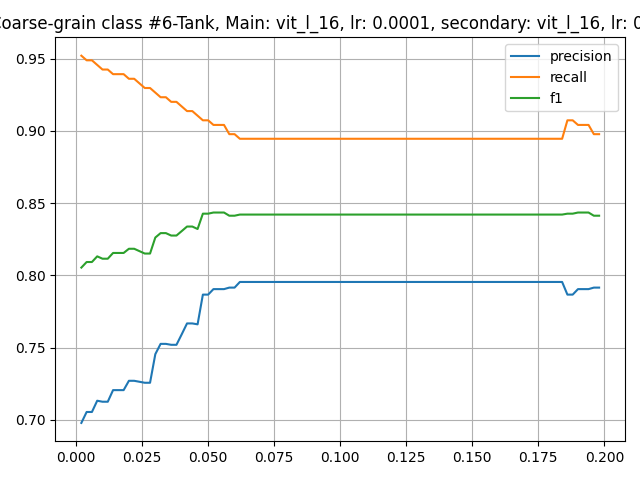 Coarse-grain class #6-Tank, Main: vit_l_16, lr: 0.0001, secondary: vit_l_16, lr: 0
precision
recall
f1
0.95
0.90
0.85
0.80
0.75
0.70
0.000 0.025 0.050 0.075 0.100 0.125 0.150 0.175 0.200